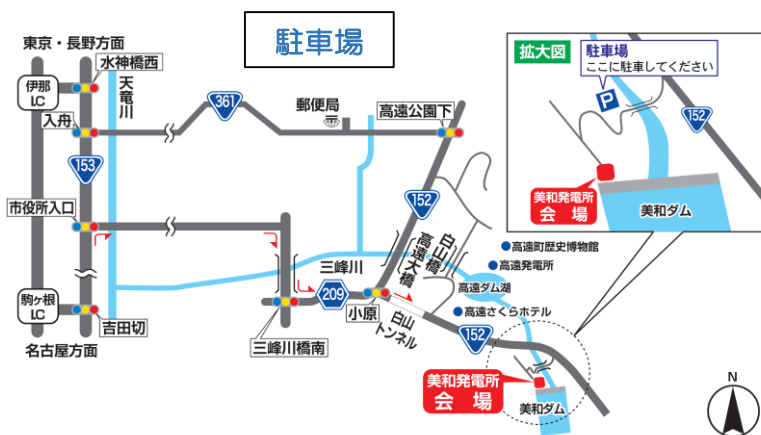 駐車場
東京・長野方面
水神橋西
伊那
I.C
天竜川
入舟
361
郵便局
高遠公園下
153
市役所入口
152
三峰川
高遠大橋
白山橋
高遠町歴史博物館
高遠発電所
高遠ダム湖
高遠さくらホテル
駒ヶ根
I.C
吉田切
名古屋方面
209
小原
三峰川橋南
白山
トンネル
152
美和発電所
会場
美和ダム
拡大図
駐車場
ここに駐車してください
P
152
美和発電所
会場
美和ダム
N